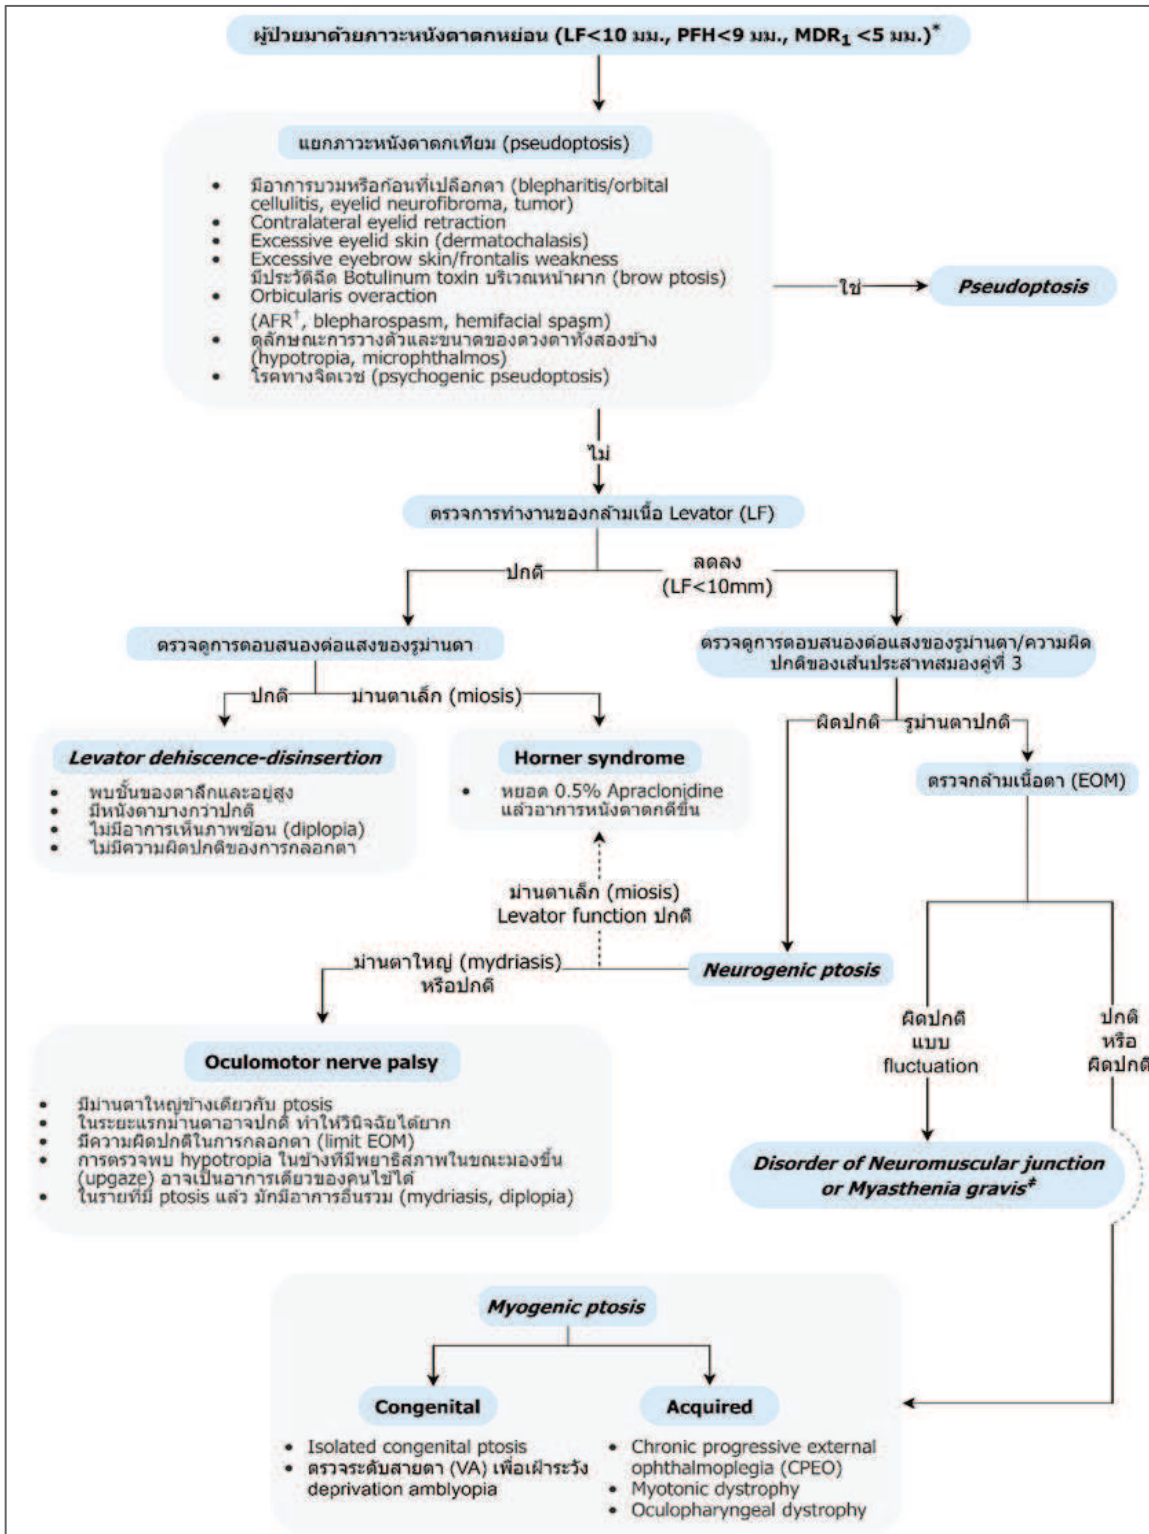 ผู้ป่วยมาด้วยภาวะหนังตาตกหย่อน (LF<10 มม., PFH<9 มม., MDR₁ <5 มม.)*
แยกภาวะหนังตาตกเทียม (pseudoptosis)
• มีอาการบวมหรือก้อนที่เปลือกตา (blepharitis/orbital
cellulitis, eyelid neurofibroma, tumor)
• Contralateral eyelid retraction
• Excessive eyelid skin (dermatochalasis)
• Excessive eyebrow skin/frontalis weakness
มีประวัติฉีด Botulinum toxin บริเวณหน้าผาก (brow ptosis)
• Orbicularis overaction
(AFR†, blepharospasm, hemifacial spasm)
• ดูลักษณะการวางตัวและขนาดของดวงตาทั้งสองข้าง
(hypotropia, microphthalmos)
• โรคทางจิตเวช (psychogenic pseudoptosis)
ใช่
Pseudoptosis
ไม่
ตรวจการทำงานของกล้ามเนื้อ Levator (LF)
ปกติ
ลดลง
(LF<10mm)
ตรวจดูการตอบสนองต่อแสงของรูม่านตา
ตรวจดูการตอบสนองต่อแสงของรูม่านตา/ความผิด
ปกติของเส้นประสาทสมองคู่ที่ 3
ปกติ
ม่านตาเล็ก (miosis)
ผิดปกติ
รูม่านตาปกติ
Levator dehiscence-disinsertion
• พบชั้นของตาลึกและอยู่สูง
• มีหนังตาบางกว่าปกติ
• ไม่มีอาการเห็นภาพซ้อน (diplopia)
• ไม่มีความผิดปกติของการกลอกตา
Horner syndrome
• หยอด 0.5% Apraclonidine
แล้วอาการหนังตาตกดีขึ้น
ตรวจกล้ามเนื้อตา (EOM)
ม่านตาเล็ก (miosis)
Levator function ปกติ
ม่านตาใหญ่ (mydriasis)
หรือปกติ
Neurogenic ptosis
ผิดปกติ
แบบ
fluctuation
ปกติ
หรือ
ผิดปกติ
Oculomotor nerve palsy
• มีม่านตาใหญ่ข้างเดียวกับ ptosis
• ในระยะแรกม่านตาอาจปกติ ทำให้วินิจฉัยได้ยาก
• มีความผิดปกติในการกลอกตา (limit EOM)
• การตรวจพบ hypotropia ในข้างที่มีพยาธิสภาพในขณะมองขึ้น
(upgaze) อาจเป็นอาการเดียวของคนไข้ได้
• ในรายที่มี ptosis แล้ว มักมีอาการอื่นรวม (mydriasis, diplopia)
Disorder of Neuromuscular junction
or Myasthenia gravis‡
Myogenic ptosis
Congenital
• Isolated congenital ptosis
• ตรวจระดับสายตา (VA) เพื่อเฝ้าระวัง
deprivation amblyopia
Acquired
• Chronic progressive external
ophthalmoplegia (CPEO)
• Myotonic dystrophy
• Oculopharyngeal dystrophy